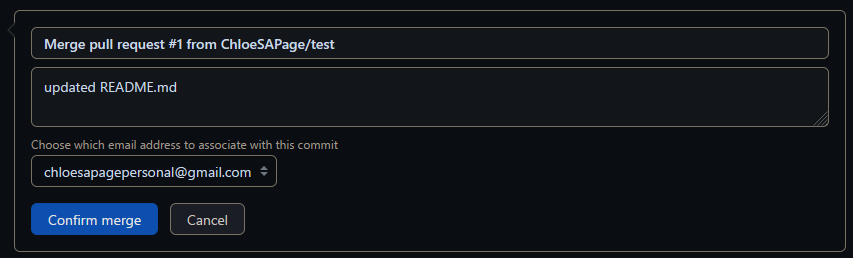 Merge pull request #1 from ChloeSAPage/test
updated README.md
Choose which email address to associate with this commit
chloesapagepersonal@gmail.com
Confirm merge
Cancel